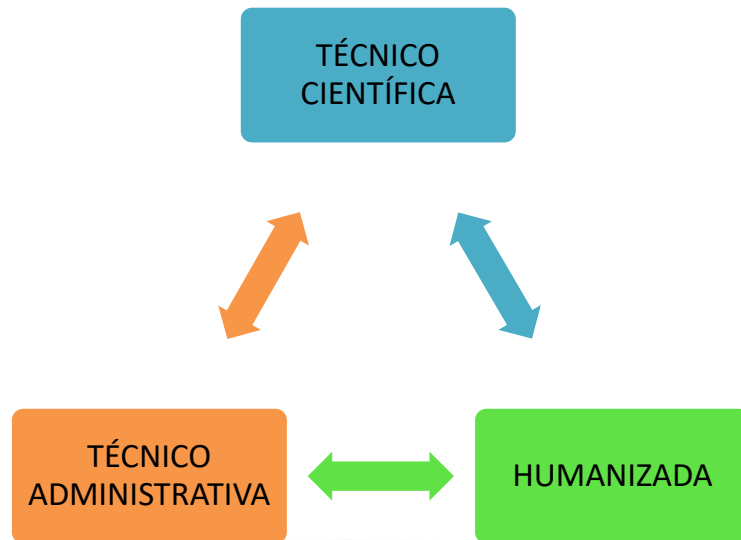 TÉCNICO
CIENTÍFICA
TÉCNICO
ADMINISTRATIVA
HUMANIZADA